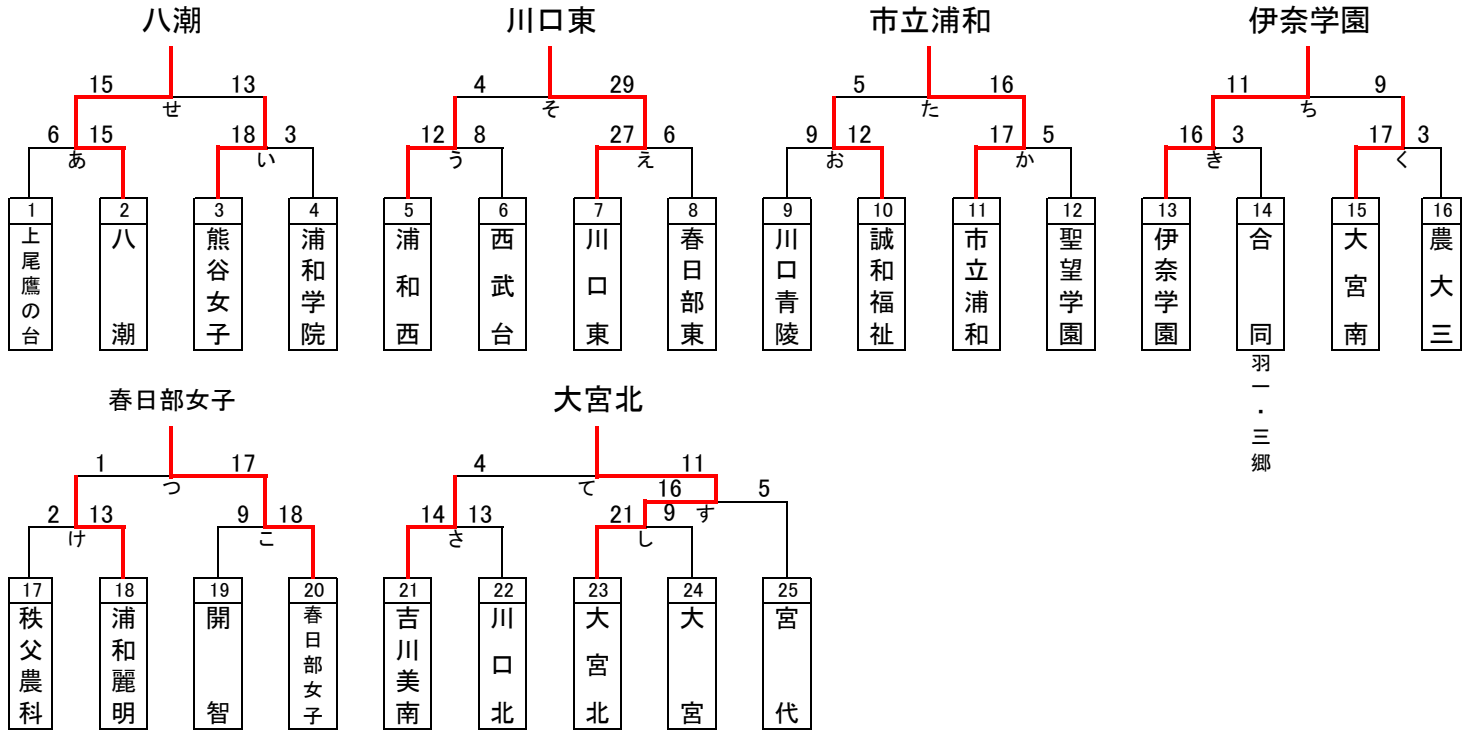 八潮 川口東 市立浦和 伊奈学園
15 13 4 29 5 16 11 9
せ そ た ち
6 15 18 3 12 8 27 6 9 12 17 5 16 3 17 3
あ い う え お か き く
1 2 3 4 5 6 7 8 9 10 11 12 13 14 15 16
上尾鷹の台 八潮 熊谷女子 浦和学院 浦和西 西武台 川口東 春日部東 川口青陵 誠和福祉 市立浦和 聖望学園 伊奈学園 合同 大宮南 農大三
羽一・三郷
春日部女子 大宮北
1 17 4 11
つ て
16 5
す
2 13 9 18 14 13 21 9
け こ さ し
17 18 19 20 21 22 23 24 25
秩父農科 浦和麗明 開智 春日部女子 吉川美南 川口北 大宮北 大宮 宮代